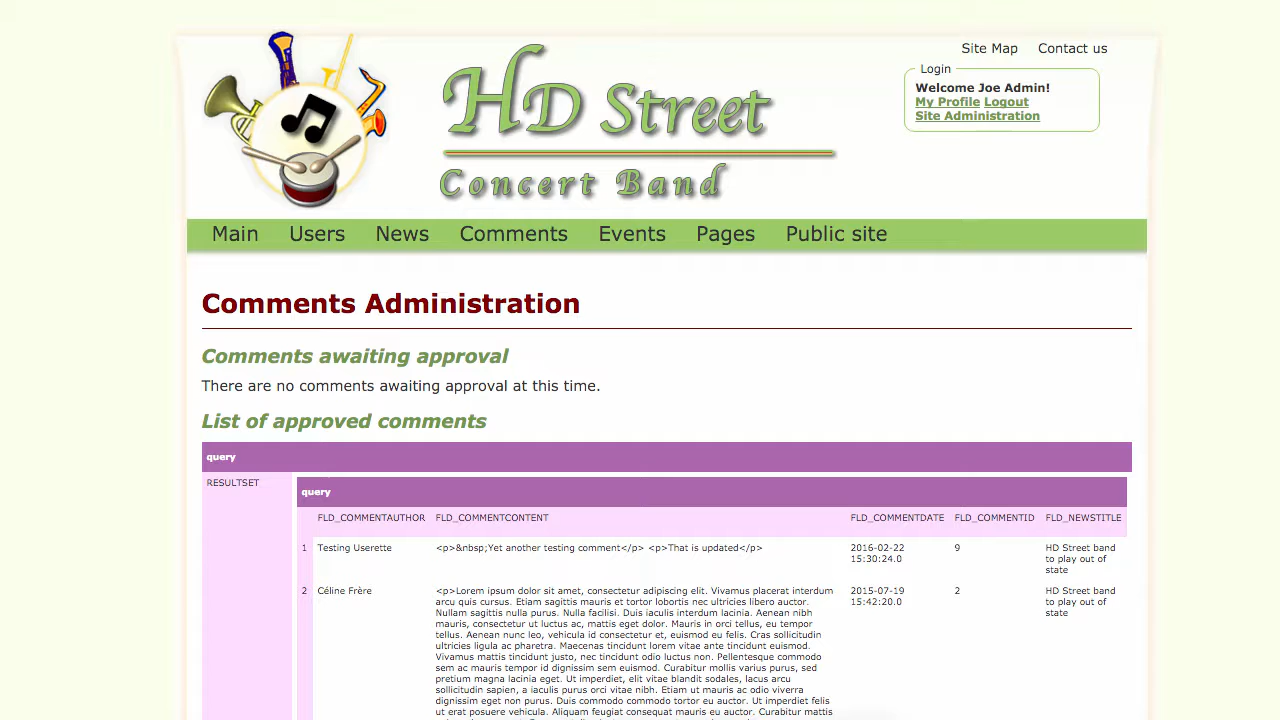 HD Street
Concert Band
Site Map Contact us
Login
Welcome Joe Admin!
My Profile Logout
Site Administration
Main Users News Comments Events Pages Public site
Comments Administration
Comments awaiting approval
There are no comments awaiting approval at this time.
List of approved comments
query
RESULTSET
query
FLD_COMMENTAUTHOR FLD_COMMENTCONTENT FLD_COMMENTDATE FLD_COMMENTID FLD_NEWSTITLE
1 Testing Userette <p>&nbsp;Yet another testing comment</p> <p>That is updated</p> 2016-02-22 9 HD Street band
15:30:24.0 to play out of
state
2 Céline Frère <p>Lorem ipsum dolor sit amet, consectetur adipiscing elit. Vivamus placerat interdum 2015-07-19 2 HD Street band
arcu quis cursus. Etiam sagittis mauris et tortor lobortis nec ultricies libero auctor. 15:42:20.0 to play out of
Nullam sagittis nulla purus. Nulla facilisi. Duis iaculis interdum lacinia. Aenean nibh state
mauris, consectetur ut luctus ac, mattis eget dolor. Mauris in orci tellus, eu tempor
tellus. Aenean nunc leo, vehicula id consectetur et, euismod eu felis. Cras sollicitudin
ultricies ligula ac pharetra. Maecenas tincidunt lorem vitae ante tincidunt euismod.
Vivamus mattis tincidunt justo, nec tincidunt odio luctus non. Pellentesque commodo
sem ac mauris tempor id dignissim sem euismod. Curabitur mollis varius purus, sed
pretium magna lacinia eget. Ut imperdiet, elit vitae blandit sodales, lacus arcu
sollicitudin sapien, a iaculis purus orci vitae nibh. Etiam ut mauris ac odio viverra
dignissim eget non purus. Duis commodo commodo tortor eu auctor. Ut imperdiet felis
ut erat posuere vehicula. Aliquam feugiat consequat mauris eu auctor. Ut imperdiet mattis